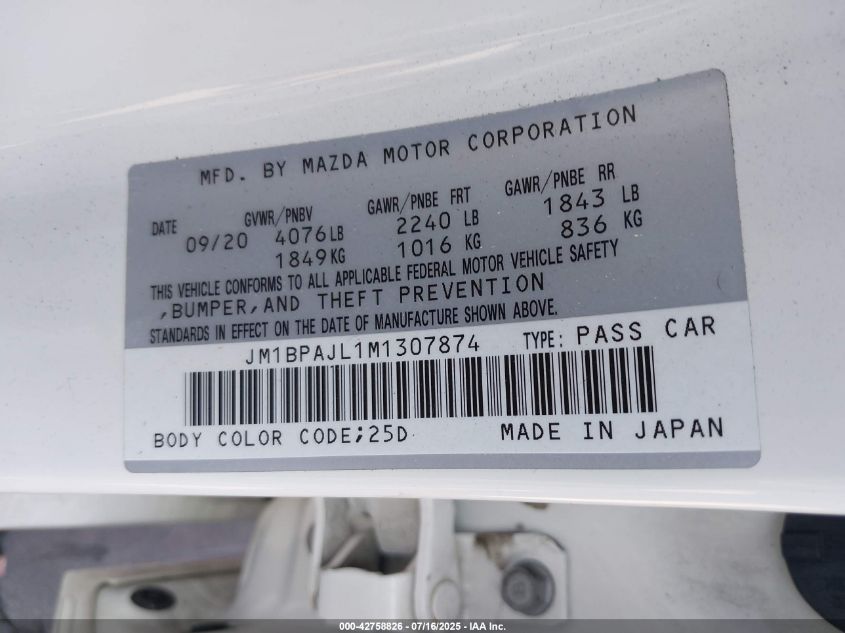 MFD. BY MAZDA MOTOR CORPORATION
DATE GVWR/PNBV GAWR/PNBE FRT GAWR/PNBE RR
09/20 4076LB 2240 LB 1843 LB
1849KG 1016 KG 836 KG
THIS VEHICLE CONFORMS TO ALL APPLICABLE FEDERAL MOTOR VEHICLE SAFETY
,BUMPER,AND THEFT PREVENTION
STANDARDS IN EFFECT ON THE DATE OF MANUFACTURE SHOWN ABOVE.
JM1BPAJL1M1307874 TYPE: PASS CAR
BODY COLOR CODE;25D MADE IN JAPAN
000-42758826 - 07/16/2025 - IAA Inc.